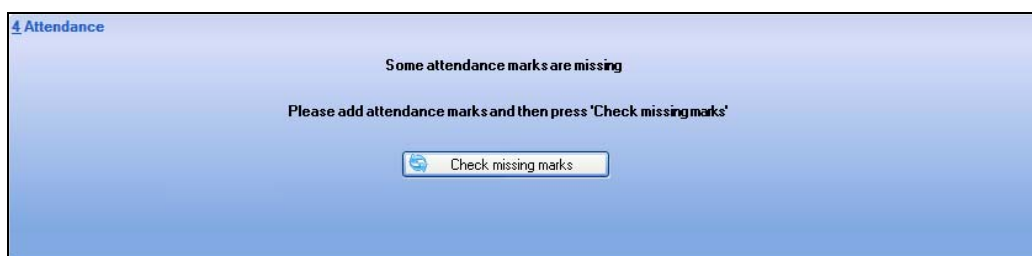 4 Attendance
Some attendance marks are missing
Please add attendance marks and then press 'Check missing marks'
Check missing marks